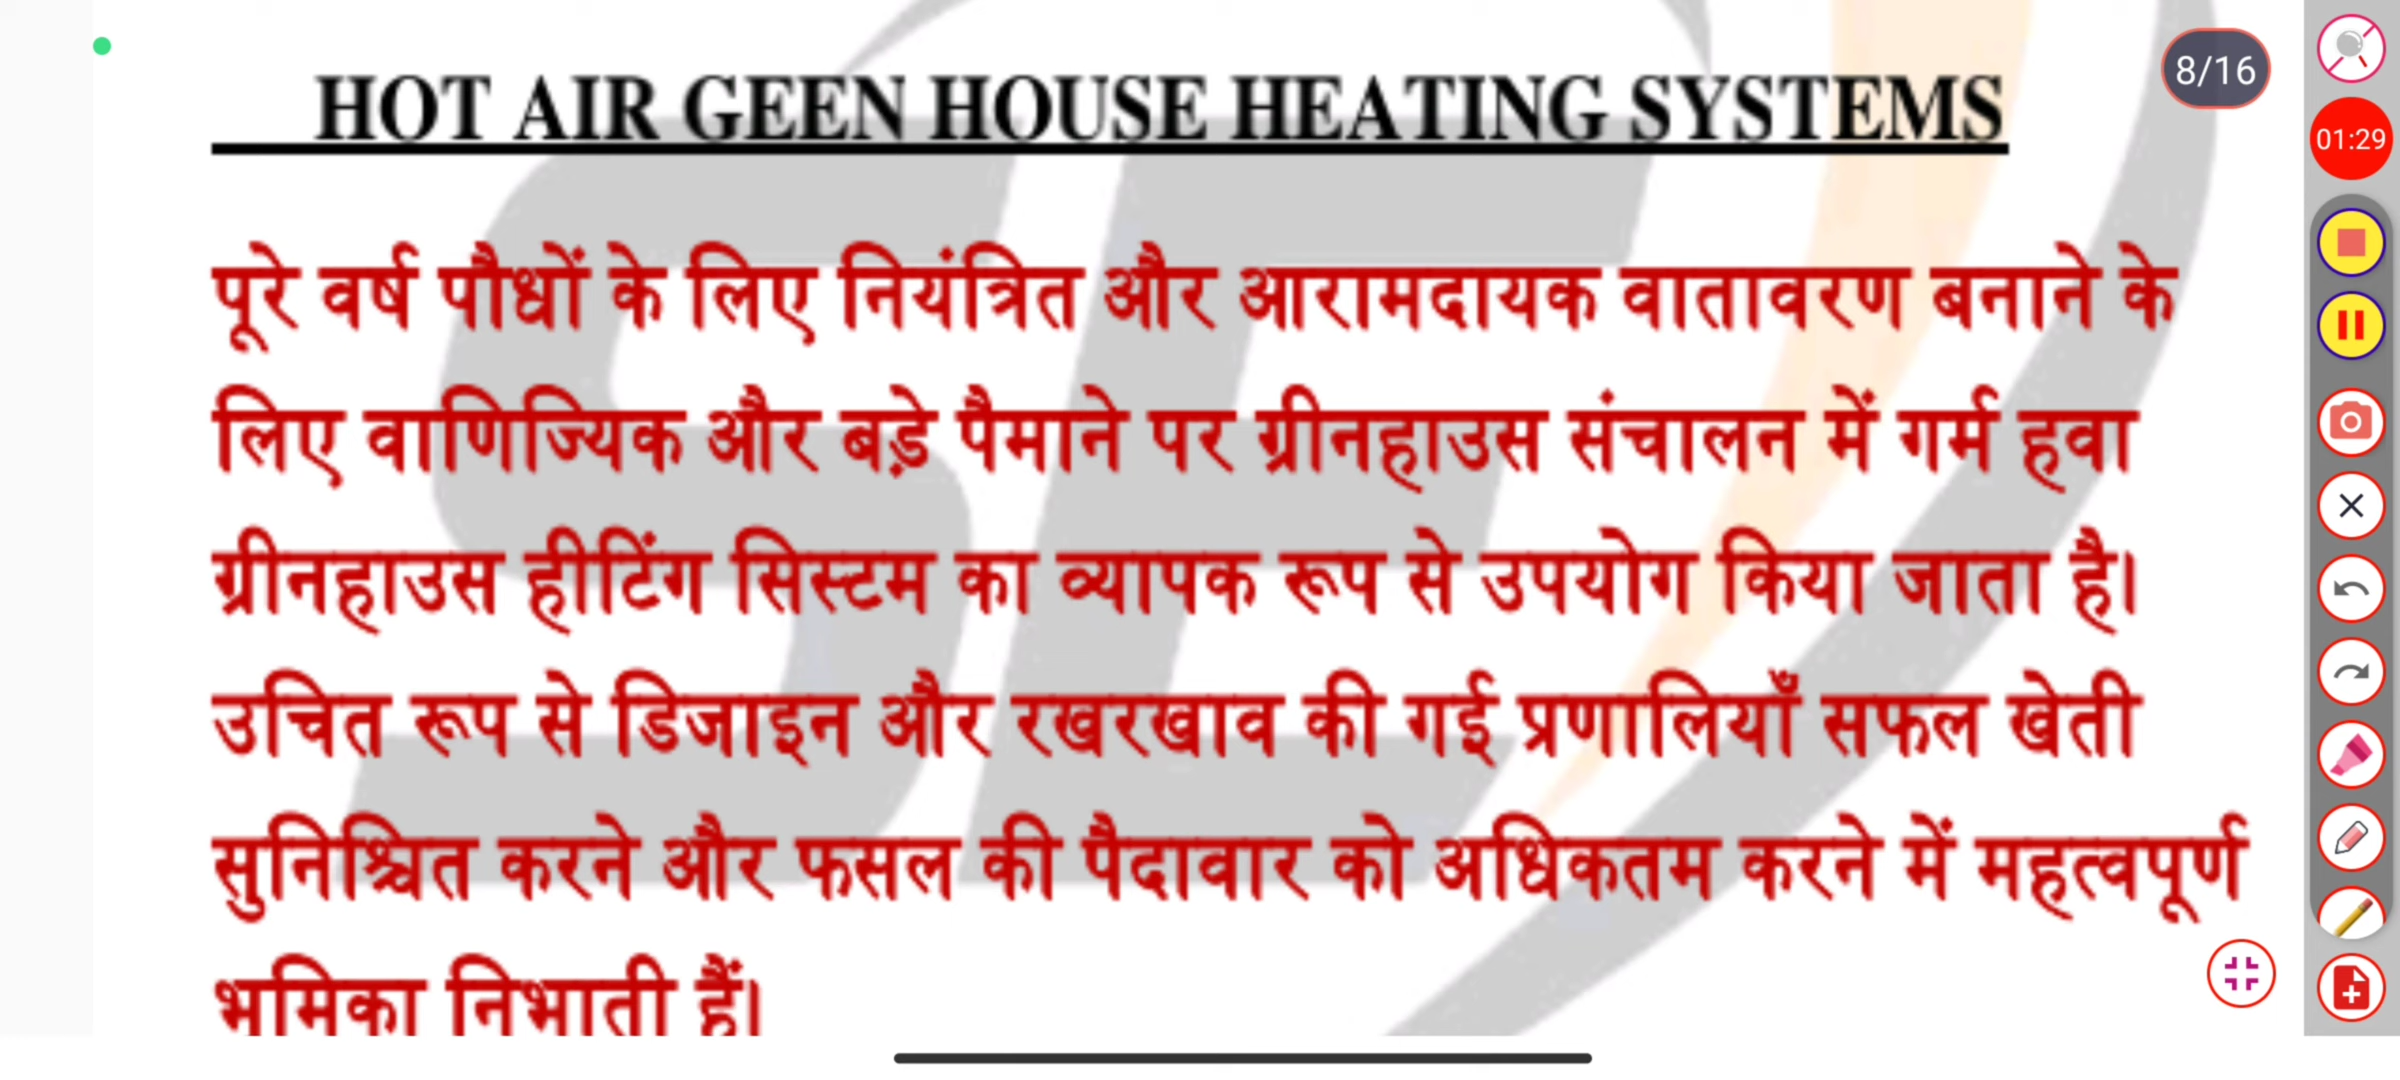 HOT AIR GEEN HOUSE HEATING SYSTEMS
8/16
01:29
पूरे वर्ष पौधों के लिए नियंत्रित और आरामदायक वातावरण बनाने के
लिए वाणिज्यिक और बड़े पैमाने पर ग्रीनहाउस संचालन में गर्म हवा
ग्रीनहाउस हीटिंग सिस्टम का व्यापक रूप से उपयोग किया जाता है।
उचित रूप से डिजाइन और रखरखाव की गई प्रणालियाँ सफल खेती
सुनिश्चित करने और फसल की पैदावार को अधिकतम करने में महत्वपूर्ण
भूमिका निभाती हैं।